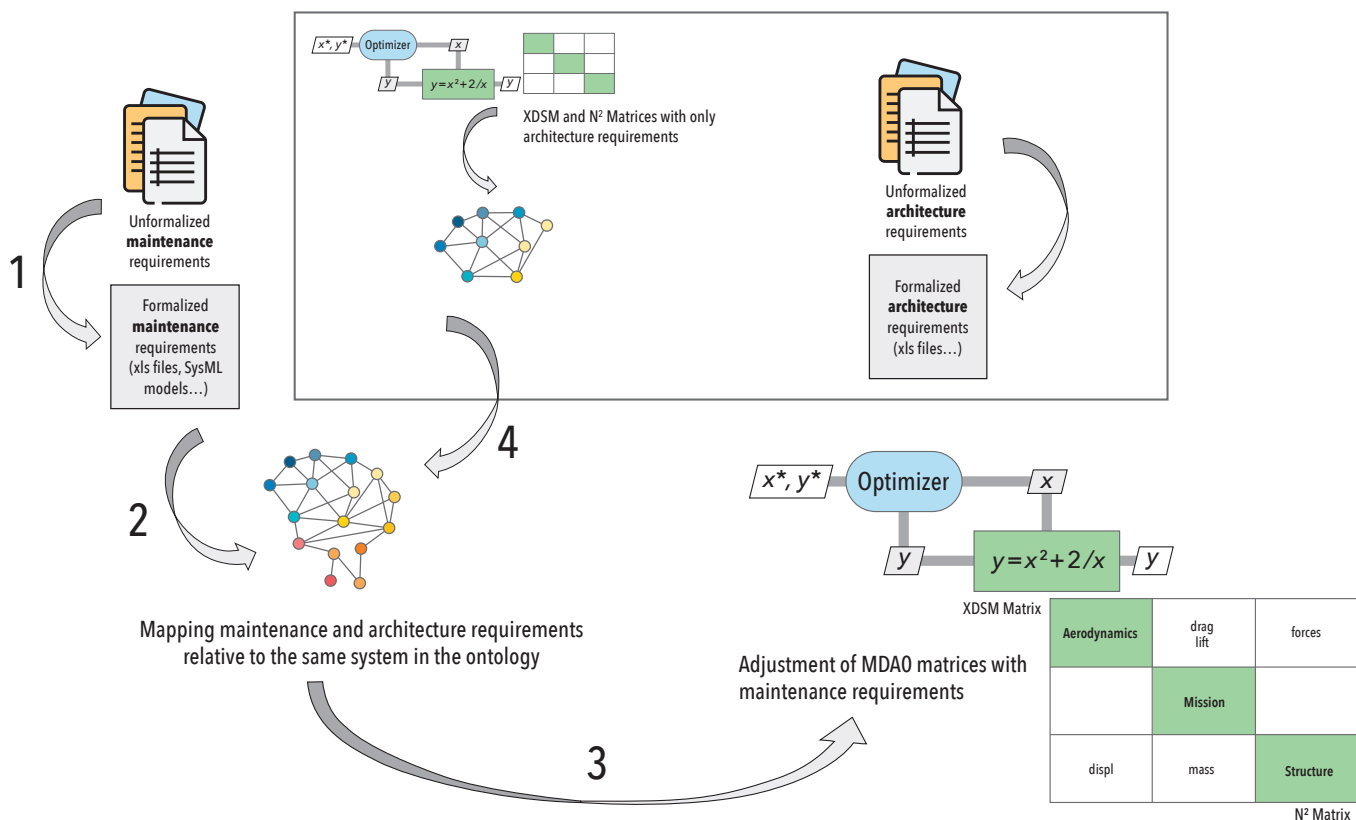 x*, y*
Optimizer
x
y
y=x²+2/x
y
XDSM and N² Matrices with only
architecture requirements
Unformalized
maintenance
requirements
Unformalized
architecture
requirements
1
Formalized
maintenance
requirements
(xls files, SysML
models…)
Formalized
architecture
requirements
(xls files…)
4
2
x*, y*
Optimizer
x
y
y=x²+2/x
y
XDSM Matrix
Mapping maintenance and architecture requirements
relative to the same system in the ontology
Adjustment of MDAO matrices with
maintenance requirements
Aerodynamics
drag
lift
forces
Mission
displ
mass
Structure
N² Matrix
3